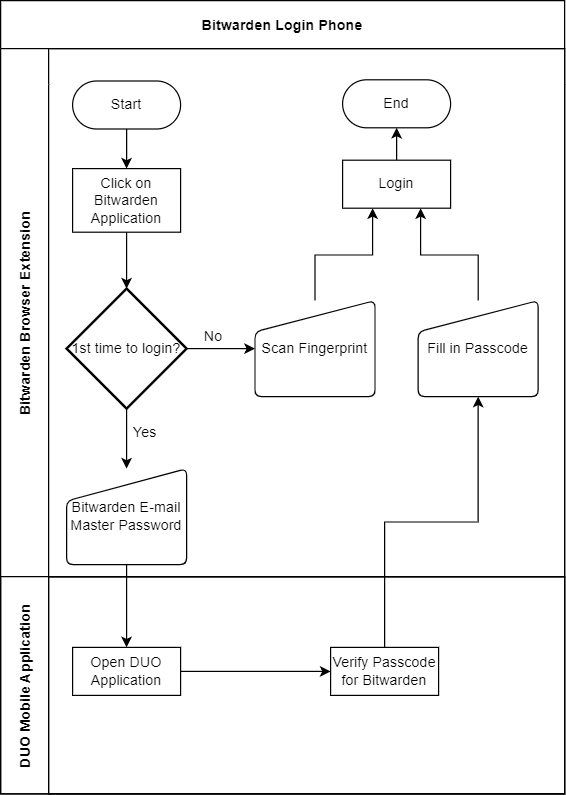 Bitwarden Login Phone
Bitwarden Browser Extension
Start
End
Click on
Bitwarden
Application
Login
1st time to login?
No
Scan Fingerprint
Fill in Passcode
Yes
Bitwarden E-mail
Master Password
DUO Mobile Application
Open DUO
Application
Verify Passcode
for Bitwarden